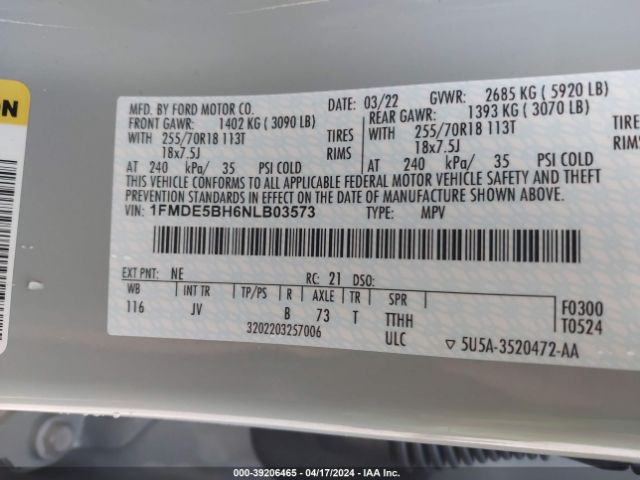 ON
MFD. BY FORD MOTOR CO.
DATE: 03/22 GVWR: 2685 KG ( 5920 LB)
FRONT GAWR: 1402 KG ( 3090 LB)
REAR GAWR: 1393 KG ( 3070 LB)
WITH 255/70R18 113T TIRES WITH 255/70R18 113T TIRES
18x7.5J RIMS 18x7.5J RIMS
AT 240 kPa/ 35 PSI COLD AT 240 kPa/ 35 PSI COLD
THIS VEHICLE CONFORMS TO ALL APPLICABLE FEDERAL MOTOR VEHICLE SAFETY AND THEFT
PREVENTION STANDARDS IN EFFECT ON THE DATE OF MANUFACTURE SHOWN ABOVE.
VIN: 1FMDE5BH6NLB03573 TYPE: MPV
EXT PNT: NE RC: 21 DSO:
WB INT TR TP/PS R AXLE TR SPR F0300
116 JV B 73 T TTHH T0524
3202203257006 ULC ▽ 5U5A-3520472-AA
000-39206465 - 04/17/2024 - IAA Inc.